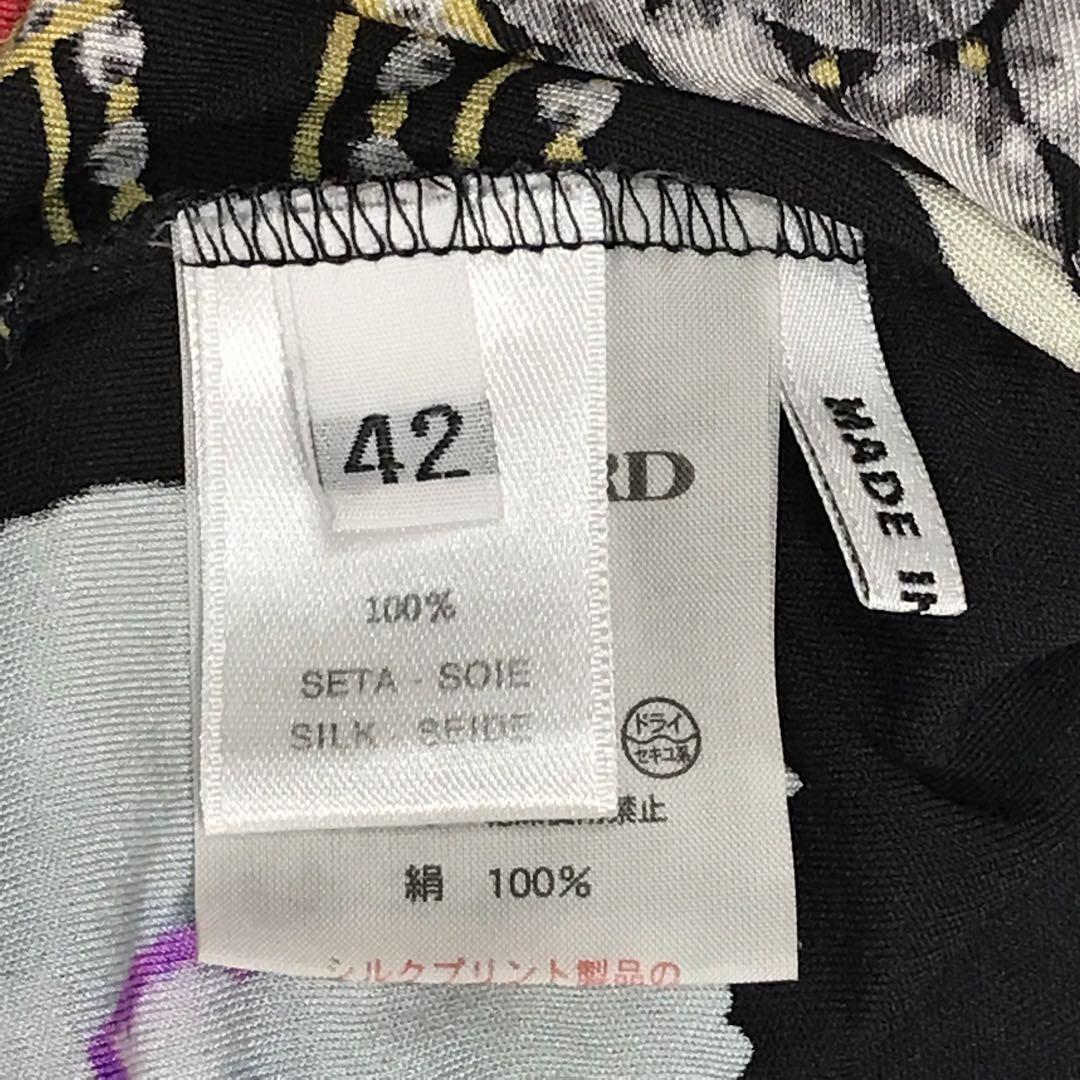 42
RD
MADE IN
100%
SETA - SOIE
SILK - SEIDE
ドライ
セキユ系
禁止
絹 100%
シルクプリント製品の